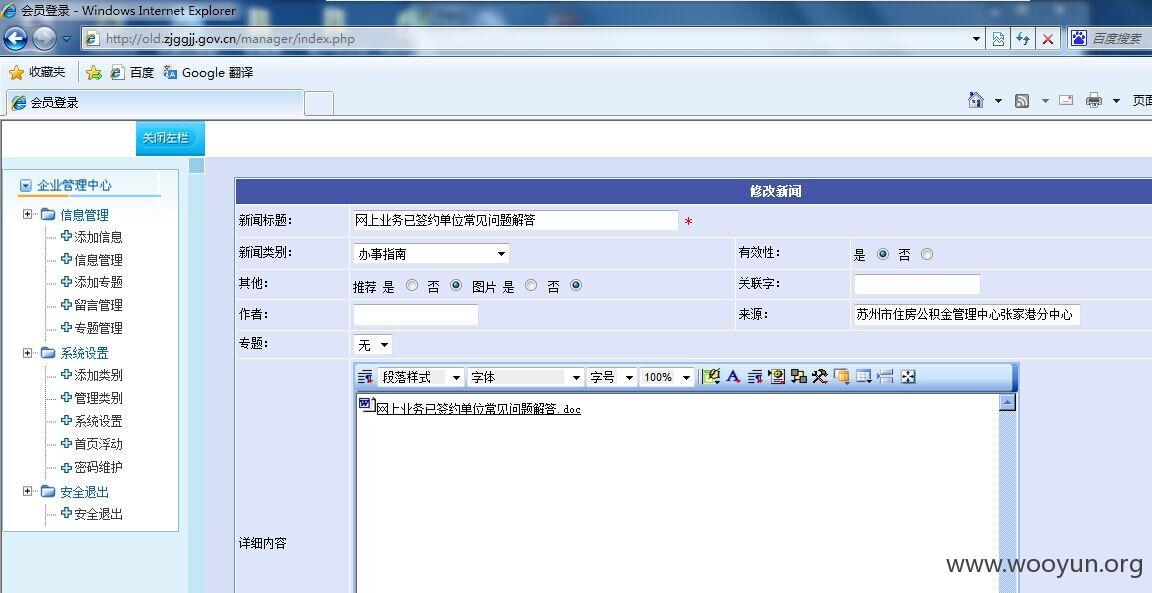 会员登录 - Windows Internet Explorer
http://old.zjggjj.gov.cn/manager/index.php
百度搜索
收藏夹 百度 Google 翻译
会员登录
页面
关闭左栏
企业管理中心
信息管理
添加信息
信息管理
添加专题
留言管理
专题管理
系统设置
添加类别
管理类别
系统设置
首页浮动
密码维护
安全退出
安全退出
修改新闻
新闻标题: 网上业务已签约单位常见问题解答 *
新闻类别: 办事指南 有效性: 是 否
其他: 推荐 是 否 图片 是 否 关联字:
作者: 来源: 苏州市住房公积金管理中心张家港分中心
专题: 无
段落样式 字体 字号 100%
网上业务已签约单位常见问题解答.doc
详细内容
www.wooyun.org